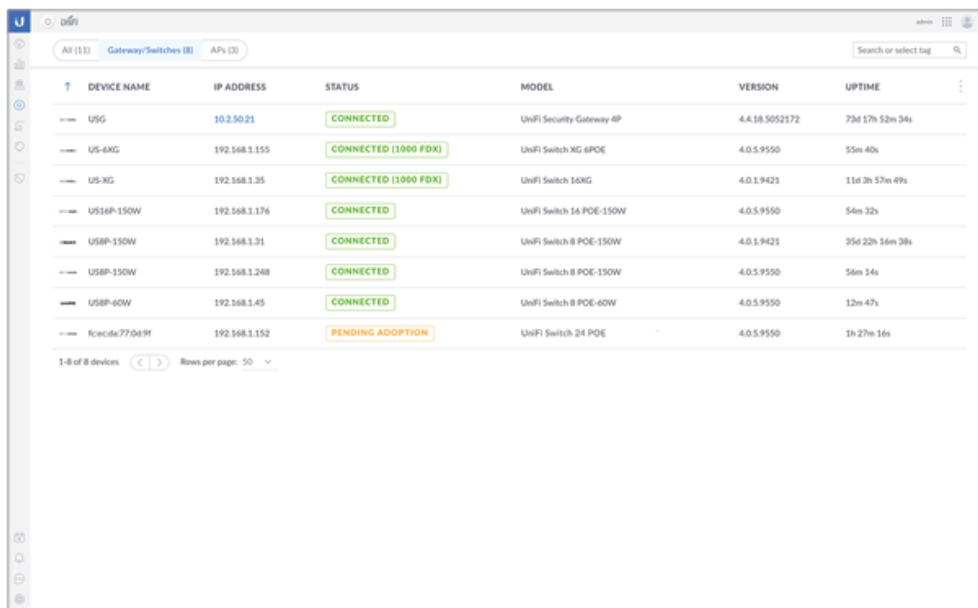 UniFi admin
All (11) Gateway/Switches (8) APs (3) Search or select tag
DEVICE NAME IP ADDRESS STATUS MODEL VERSION UPTIME
USG 10.2.50.21 CONNECTED UniFi Security Gateway 4P 4.4.18.5052172 73d 17h 52m 34s
US-6XG 192.168.1.155 CONNECTED (1000 FDX) UniFi Switch XG 6POE 4.0.5.9550 55m 40s
US-XG 192.168.1.35 CONNECTED (1000 FDX) UniFi Switch 16XG 4.0.1.9421 11d 3h 57m 49s
US16P-150W 192.168.1.176 CONNECTED UniFi Switch 16 POE-150W 4.0.5.9550 54m 32s
US8P-150W 192.168.1.31 CONNECTED UniFi Switch 8 POE-150W 4.0.1.9421 35d 22h 16m 38s
US8P-150W 192.168.1.248 CONNECTED UniFi Switch 8 POE-150W 4.0.5.9550 56m 14s
US8P-60W 192.168.1.45 CONNECTED UniFi Switch 8 POE-60W 4.0.5.9550 12m 47s
fc:ec:da:77:0d:9f 192.168.1.152 PENDING ADOPTION UniFi Switch 24 POE 4.0.5.9550 1h 27m 16s
1-8 of 8 devices Rows per page: 50